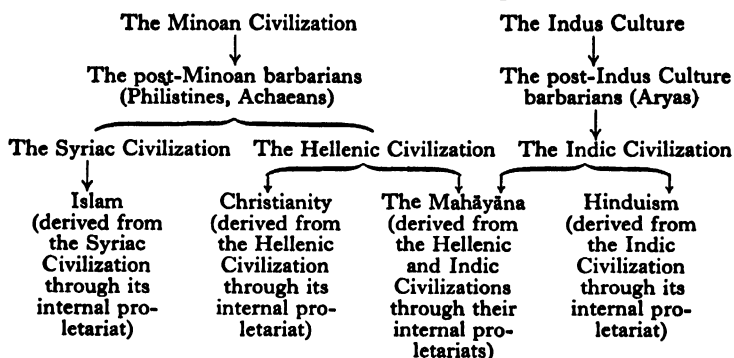 The Minoan Civilization The Indus Culture
The post-Minoan barbarians The post-Indus Culture
(Philistines, Achaeans) barbarians (Aryas)
The Syriac Civilization The Hellenic Civilization The Indic Civilization
Islam Christianity The Mahāyāna Hinduism
(derived from (derived from (derived from (derived from
the Syriac the Hellenic the Hellenic the Indic
Civilization Civilization and Indic Civilization
through its through its Civilizations through its
internal pro- internal pro- through their internal pro-
letariat) letariat) internal pro- letariat)
letariats)